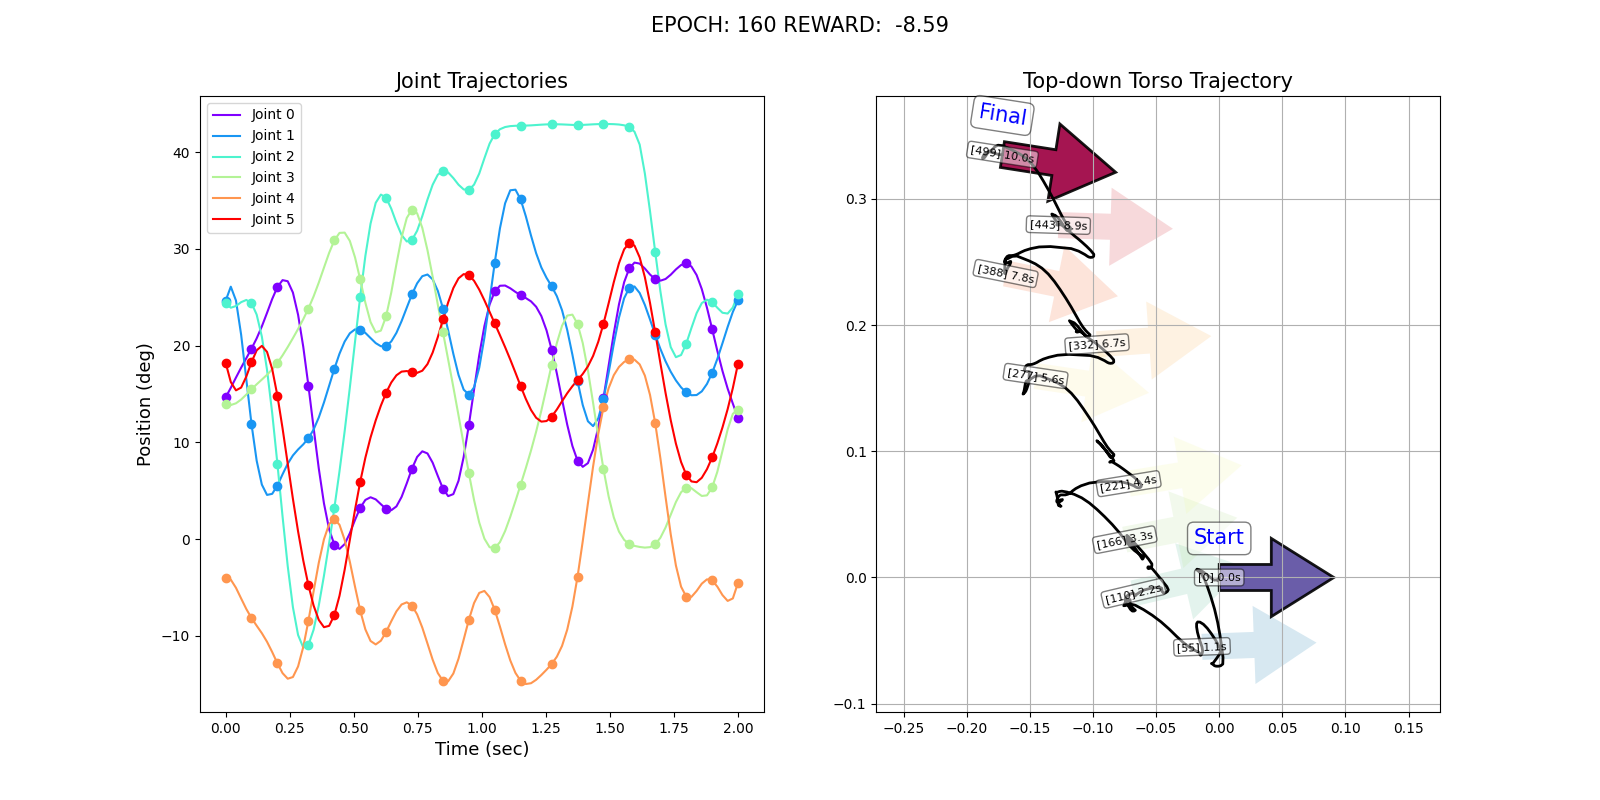 EPOCH: 160 REWARD:  -8.59
Joint Trajectories
Joint 0
Joint 1
Joint 2
Joint 3
Joint 4
Joint 5
Position (deg)
40
30
20
10
0
−10
0.00 0.25 0.50 0.75 1.00 1.25 1.50 1.75 2.00
Time (sec)
Top-down Torso Trajectory
Final
[499] 10.0s
[443] 8.9s
[388] 7.8s
[332] 6.7s
[277] 5.6s
[221] 4.4s
[166] 3.3s
Start
[0] 0.0s
[110] 2.2s
[55] 1.1s
0.3
0.2
0.1
0.0
−0.1
−0.25 −0.20 −0.15 −0.10 −0.05 0.00 0.05 0.10 0.15